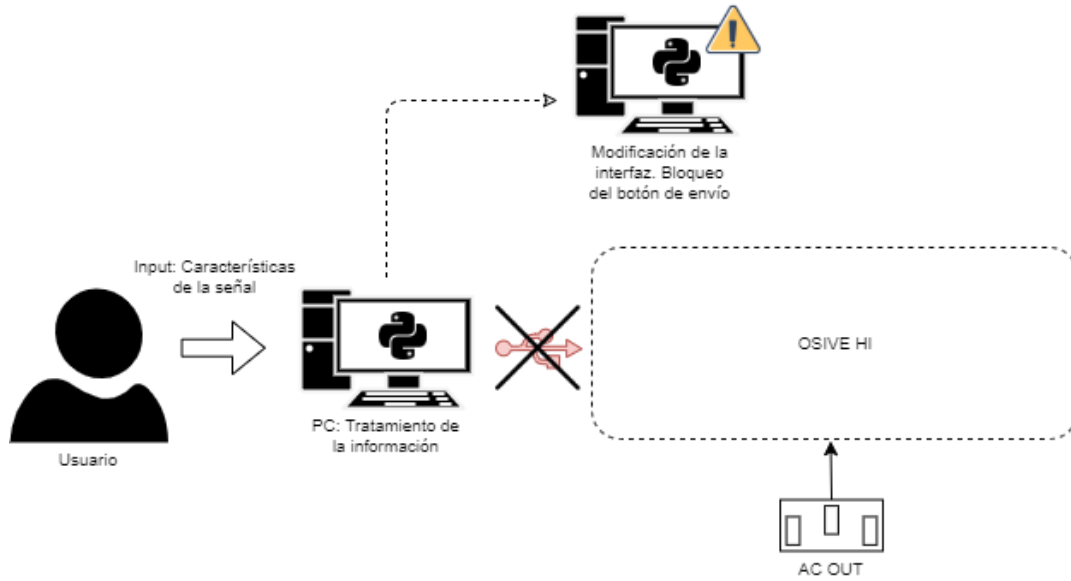 Modificación de la
interfaz. Bloqueo
del botón de envío
Input: Características
de la señal
OSIVE HI
PC: Tratamiento de
la información
Usuario
AC OUT